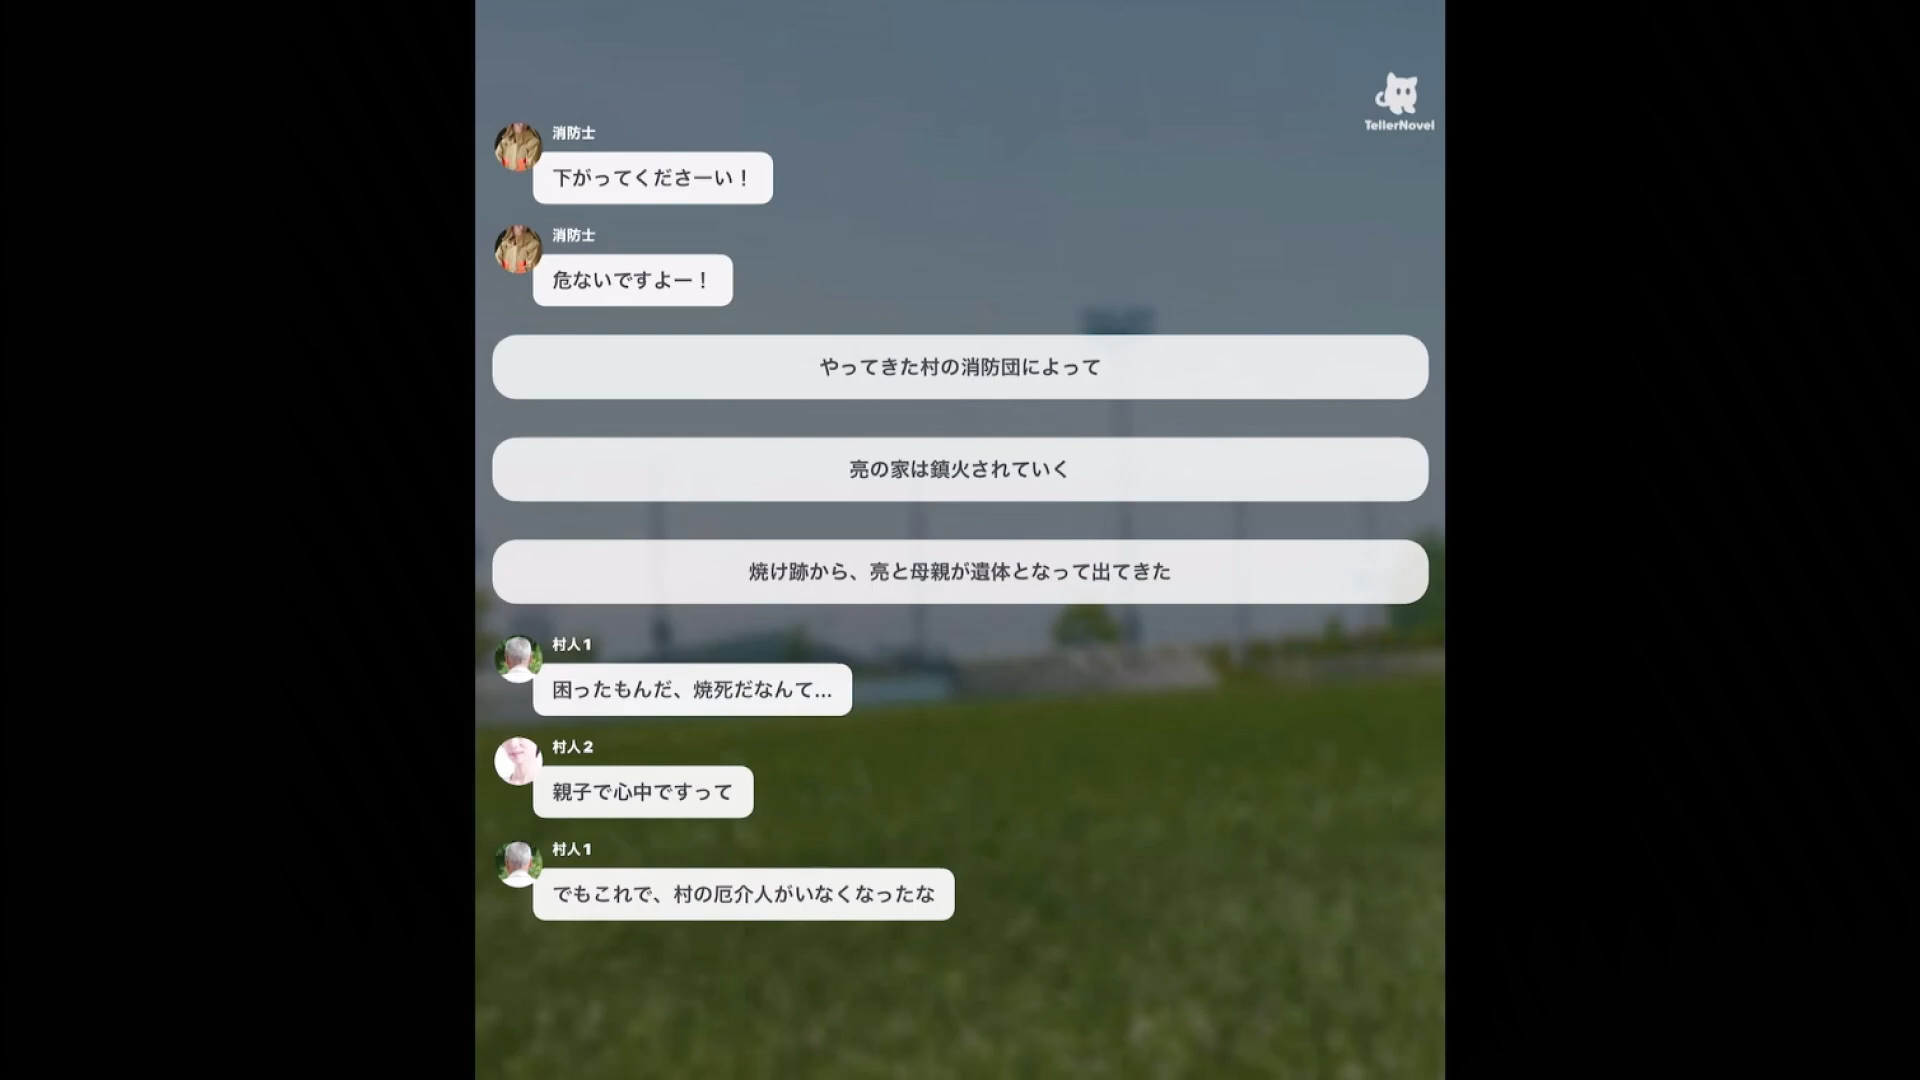 TellerNovel
消防士
下がってくださーい！
消防士
危ないですよー！
やってきた村の消防団によって
亮の家は鎮火されていく
焼け跡から、亮と母親が遺体となって出てきた
村人1
困ったもんだ、焼死だなんて...
村人2
親子で心中ですって
村人1
でもこれで、村の厄介人がいなくなったな